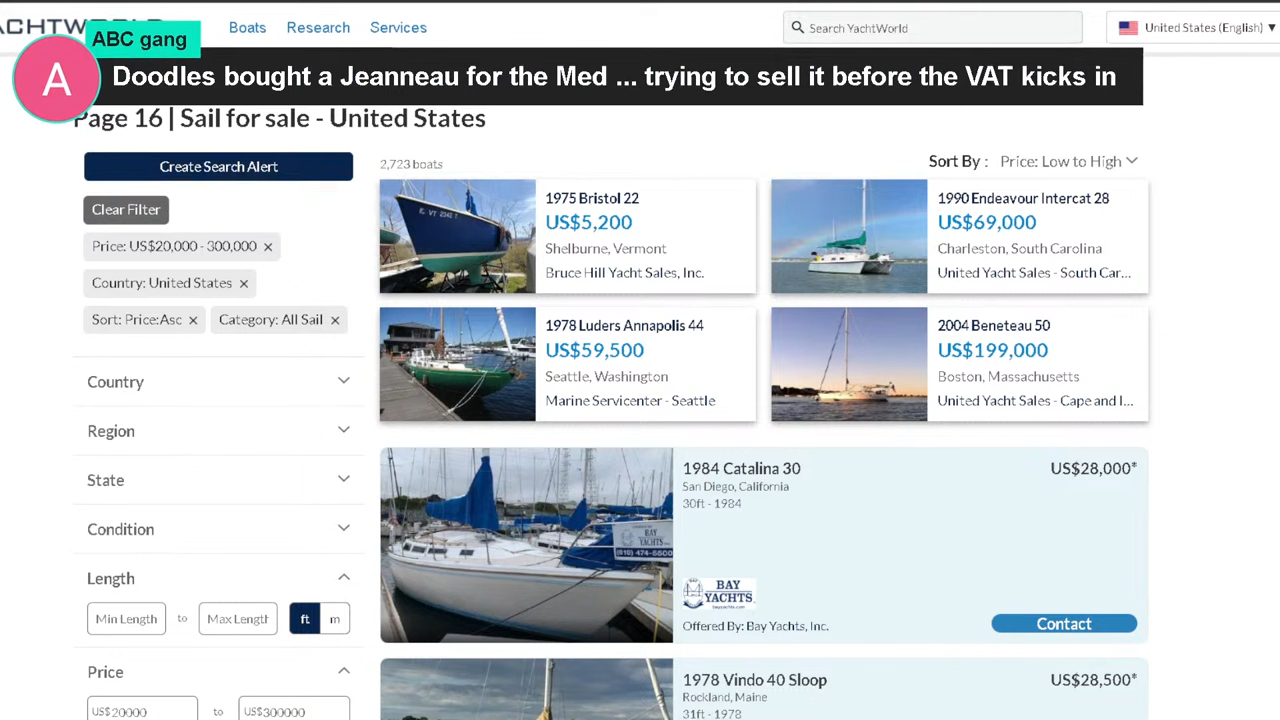 Boats Research Services
Search YachtWorld
United States (English)
ABC gang
A
Doodles bought a Jeanneau for the Med ... trying to sell it before the VAT kicks in
Page 16 | Sail for sale - United States
Create Search Alert
2,723 boats
Sort By : Price: Low to High
Clear Filter
Price: US$20,000 - 300,000 ×
Country: United States ×
Sort: Price:Asc × Category: All Sail ×
Country
Region
State
Condition
Length
Min Length to Max Length ft m
Price
US$ 20000 to US$ 300000
1975 Bristol 22
US$5,200
Shelburne, Vermont
Bruce Hill Yacht Sales, Inc.
1990 Endeavour Intercat 28
US$69,000
Charleston, South Carolina
United Yacht Sales - South Car...
1978 Luders Annapolis 44
US$59,500
Seattle, Washington
Marine Servicenter - Seattle
2004 Beneteau 50
US$199,000
Boston, Massachusetts
United Yacht Sales - Cape and I...
1984 Catalina 30
US$28,000*
San Diego, California
30ft - 1984
BAY
YACHTS
Offered By: Bay Yachts, Inc.
Contact
1978 Vindo 40 Sloop
US$28,500*
Rockland, Maine
31ft - 1978